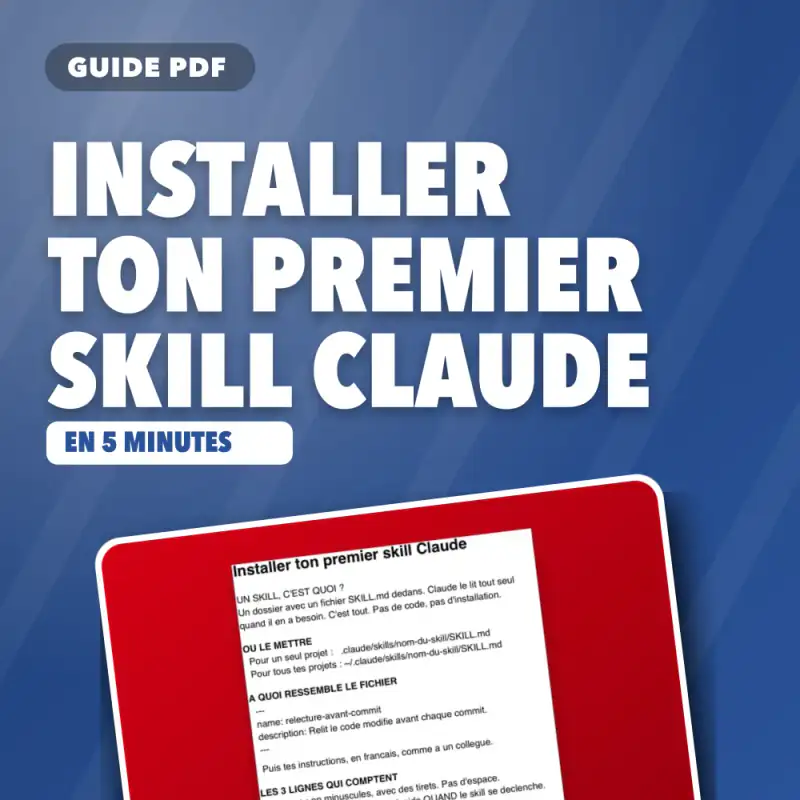 GUIDE PDF
INSTALLER
TON PREMIER
SKILL CLAUDE
EN 5 MINUTES
Installer ton premier skill Claude
UN SKILL, C'EST QUOI ?
Un dossier avec un fichier SKILL.md dedans. Claude le lit tout seul
quand il en a besoin. C'est tout. Pas de code, pas d'installation.
OU LE METTRE
Pour un seul projet : .claude/skills/nom-du-skill/SKILL.md
Pour tous tes projets : ~/.claude/skills/nom-du-skill/SKILL.md
A QUOI RESSEMBLE LE FICHIER
---
name: relecture-avant-commit
description: Relit le code modifie avant chaque commit.
---
Puis tes instructions, en francais, comme a un collegue.
LES 3 LIGNES QUI COMPTENT
en minuscules, avec des tirets. Pas d'espace.
QUAND le skill se declenche.